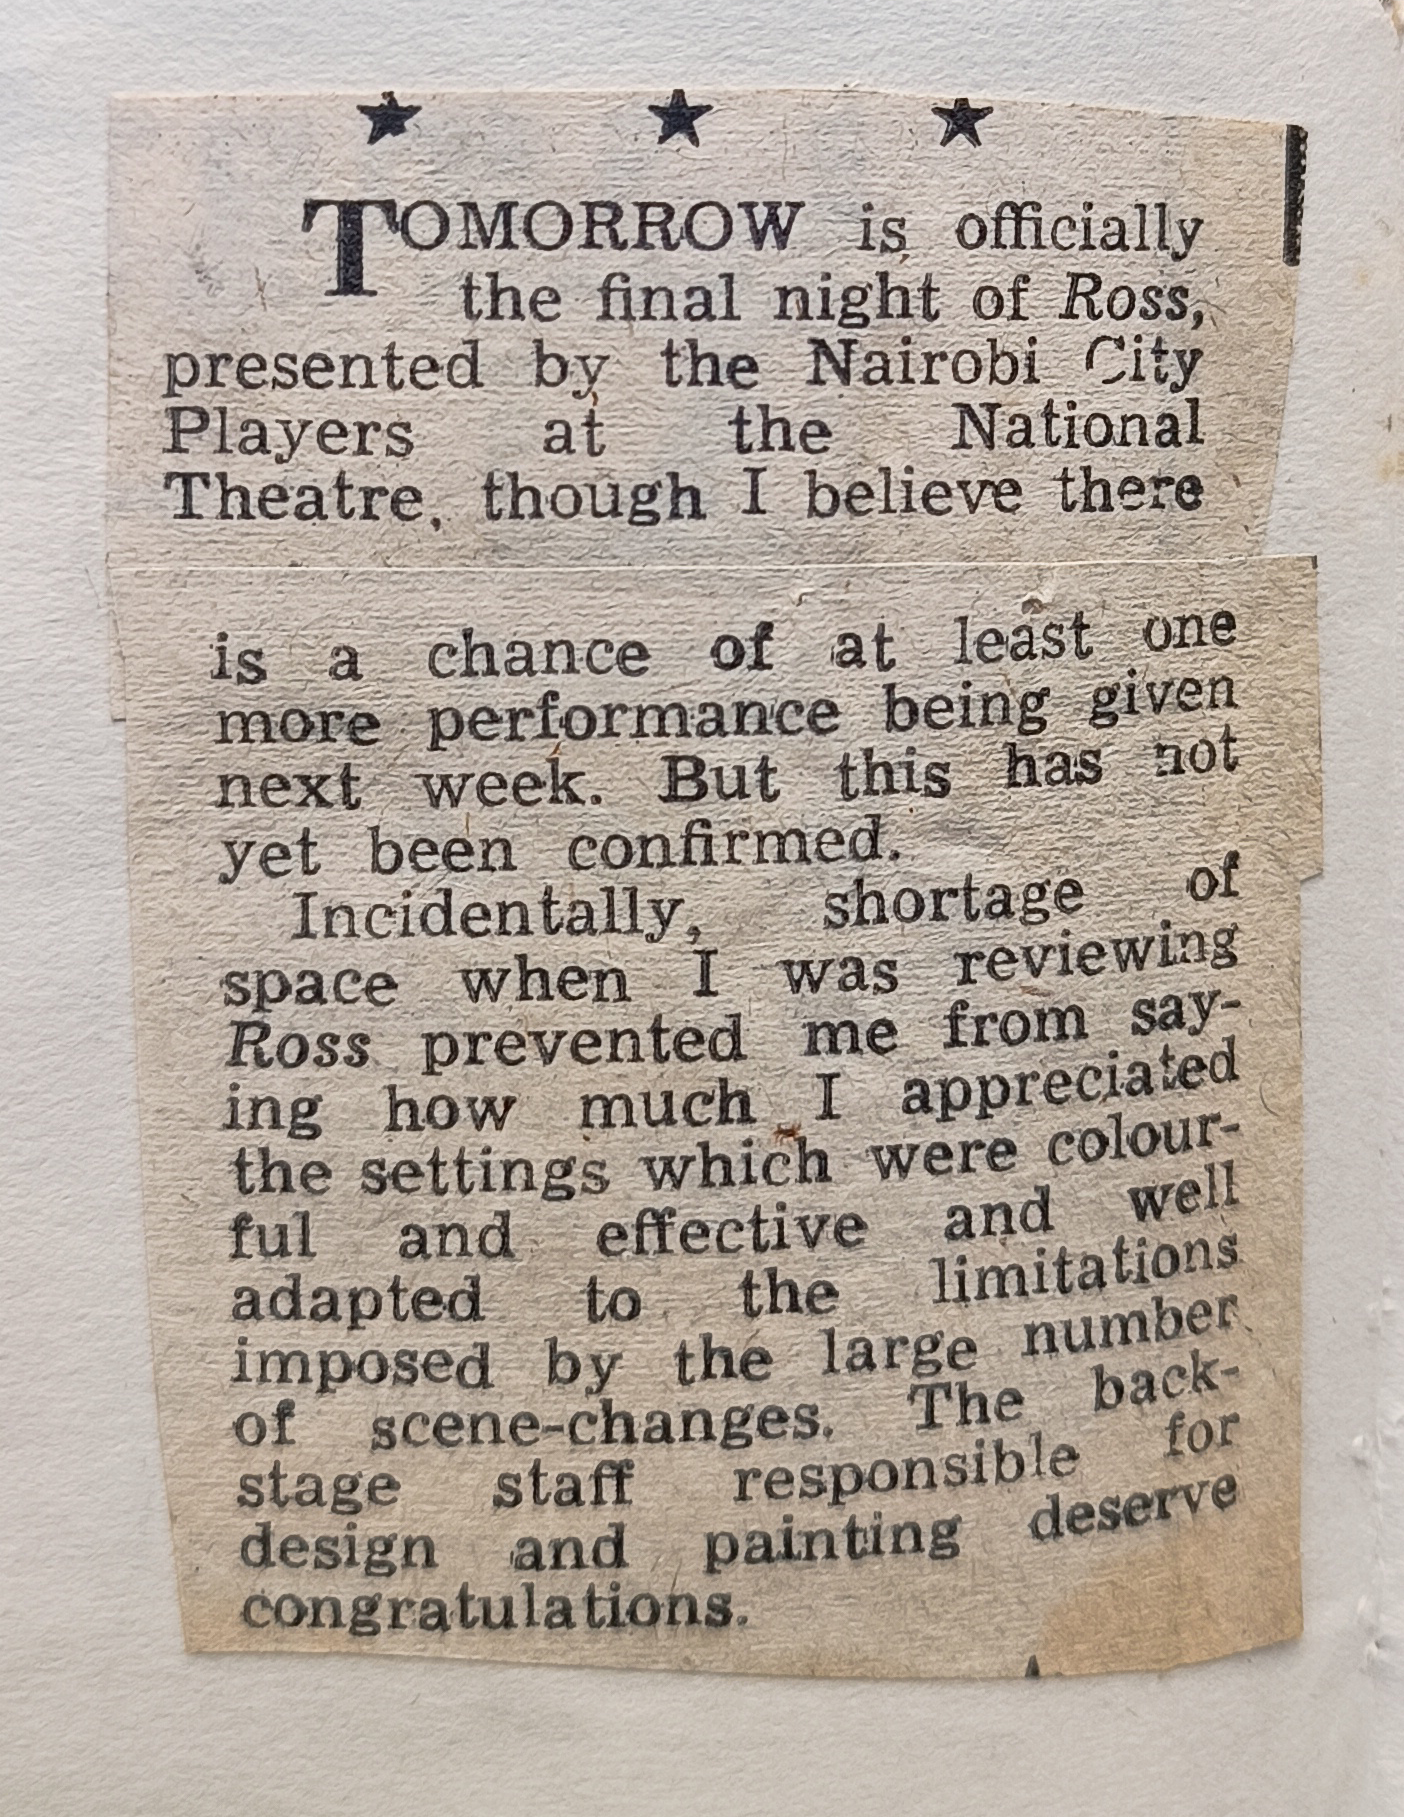 ★ ★ ★
TOMORROW is officially
the final night of Ross,
presented by the Nairobi City
Players at the National
Theatre, though I believe there
is a chance of at least one
more performance being given
next week. But this has not
yet been confirmed.
Incidentally, shortage of
space when I was reviewing
Ross prevented me from say-
ing how much I appreciated
the settings which were colour-
ful and effective and well
adapted to the limitations
imposed by the large number
of scene-changes. The back-
stage staff responsible for
design and painting deserve
congratulations.